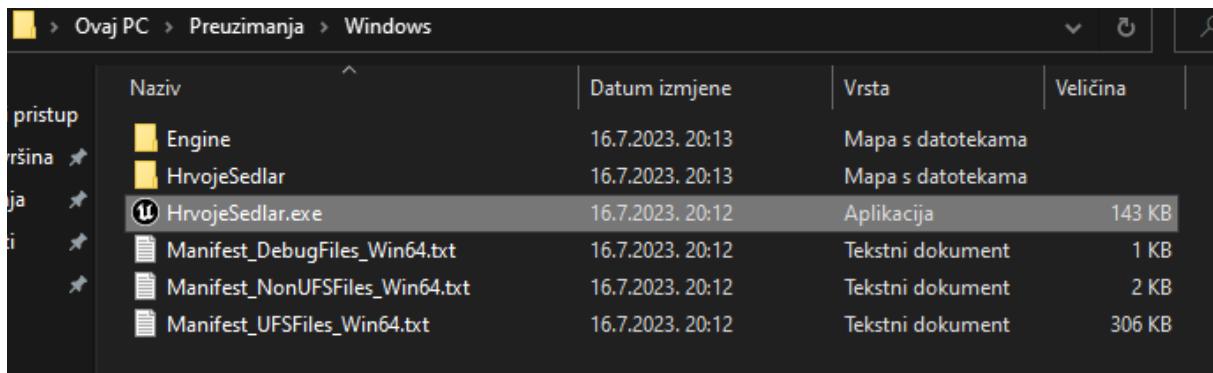 Ovaj PC > Preuzimanja > Windows
Naziv Datum izmjene Vrsta Veličina
pristup
Engine 16.7.2023. 20:13 Mapa s datotekama
vršina
HrvojeSedlar 16.7.2023. 20:13 Mapa s datotekama
HrvojeSedlar.exe 16.7.2023. 20:12 Aplikacija 143 KB
Manifest_DebugFiles_Win64.txt 16.7.2023. 20:12 Tekstni dokument 1 KB
Manifest_NonUFSFiles_Win64.txt 16.7.2023. 20:12 Tekstni dokument 2 KB
Manifest_UFSFiles_Win64.txt 16.7.2023. 20:12 Tekstni dokument 306 KB